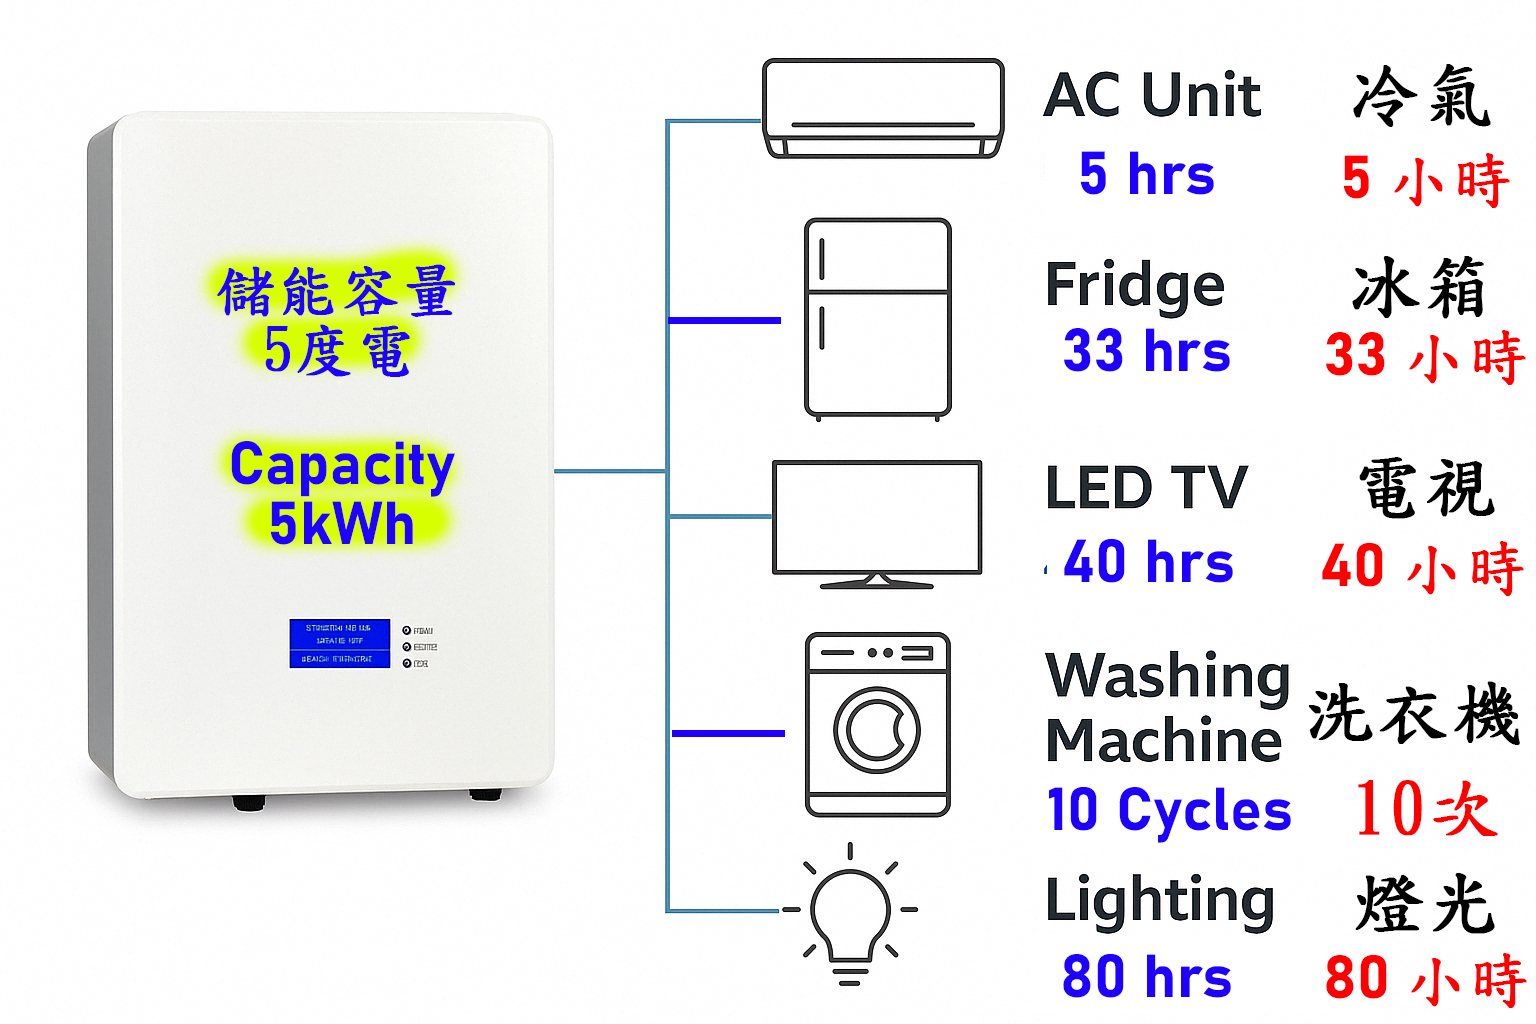 儲能容量
5度電
Capacity
5kWh
AC Unit
冷氣
5 hrs
5 小時
Fridge
冰箱
33 hrs
33 小時
LED TV
電視
40 hrs
40 小時
Washing
Machine
洗衣機
10 Cycles
10次
Lighting
燈光
80 hrs
80 小時